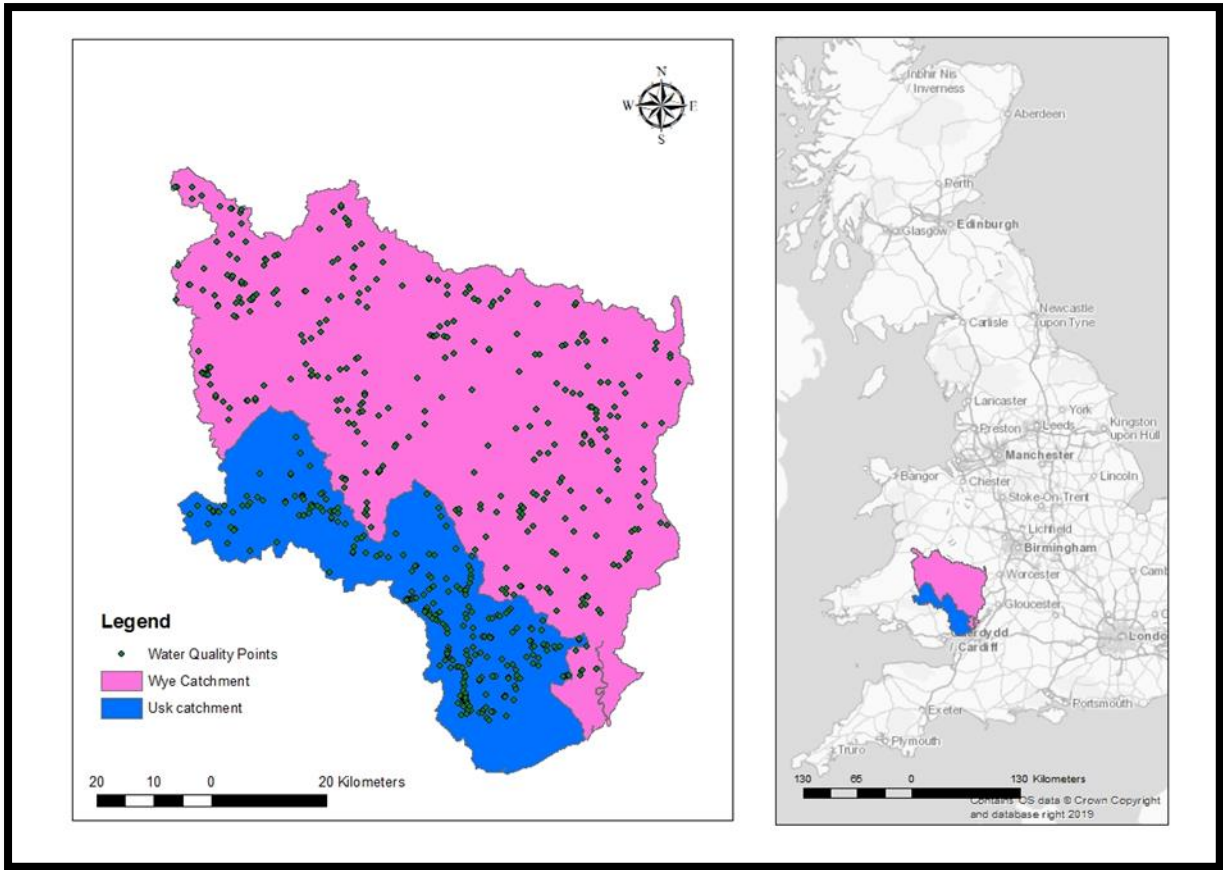 N
W E
S
Legend
Water Quality Points
Wye Catchment
Usk catchment
20 10 0 20 Kilometers
Inbhir Nis
/ Inverness
Aberdeen
Perth
Edinburgh
Glasgow
Newcastle
upon Tyne
Carlisle
Lancaster
York
Preston
Leeds
Kingston
upon Hull
Manchester
Bangor
Chester
Lincoln
Stoke-On-Trent
Lichfield
Birmingham
Worcester
Camb
Gloucester
/ Cardiff
Londo
Exeter
Portsmouth
Plymouth
Truro
130 65 0 130 Kilometers
Contains OS data © Crown Copyright
and database right 2019